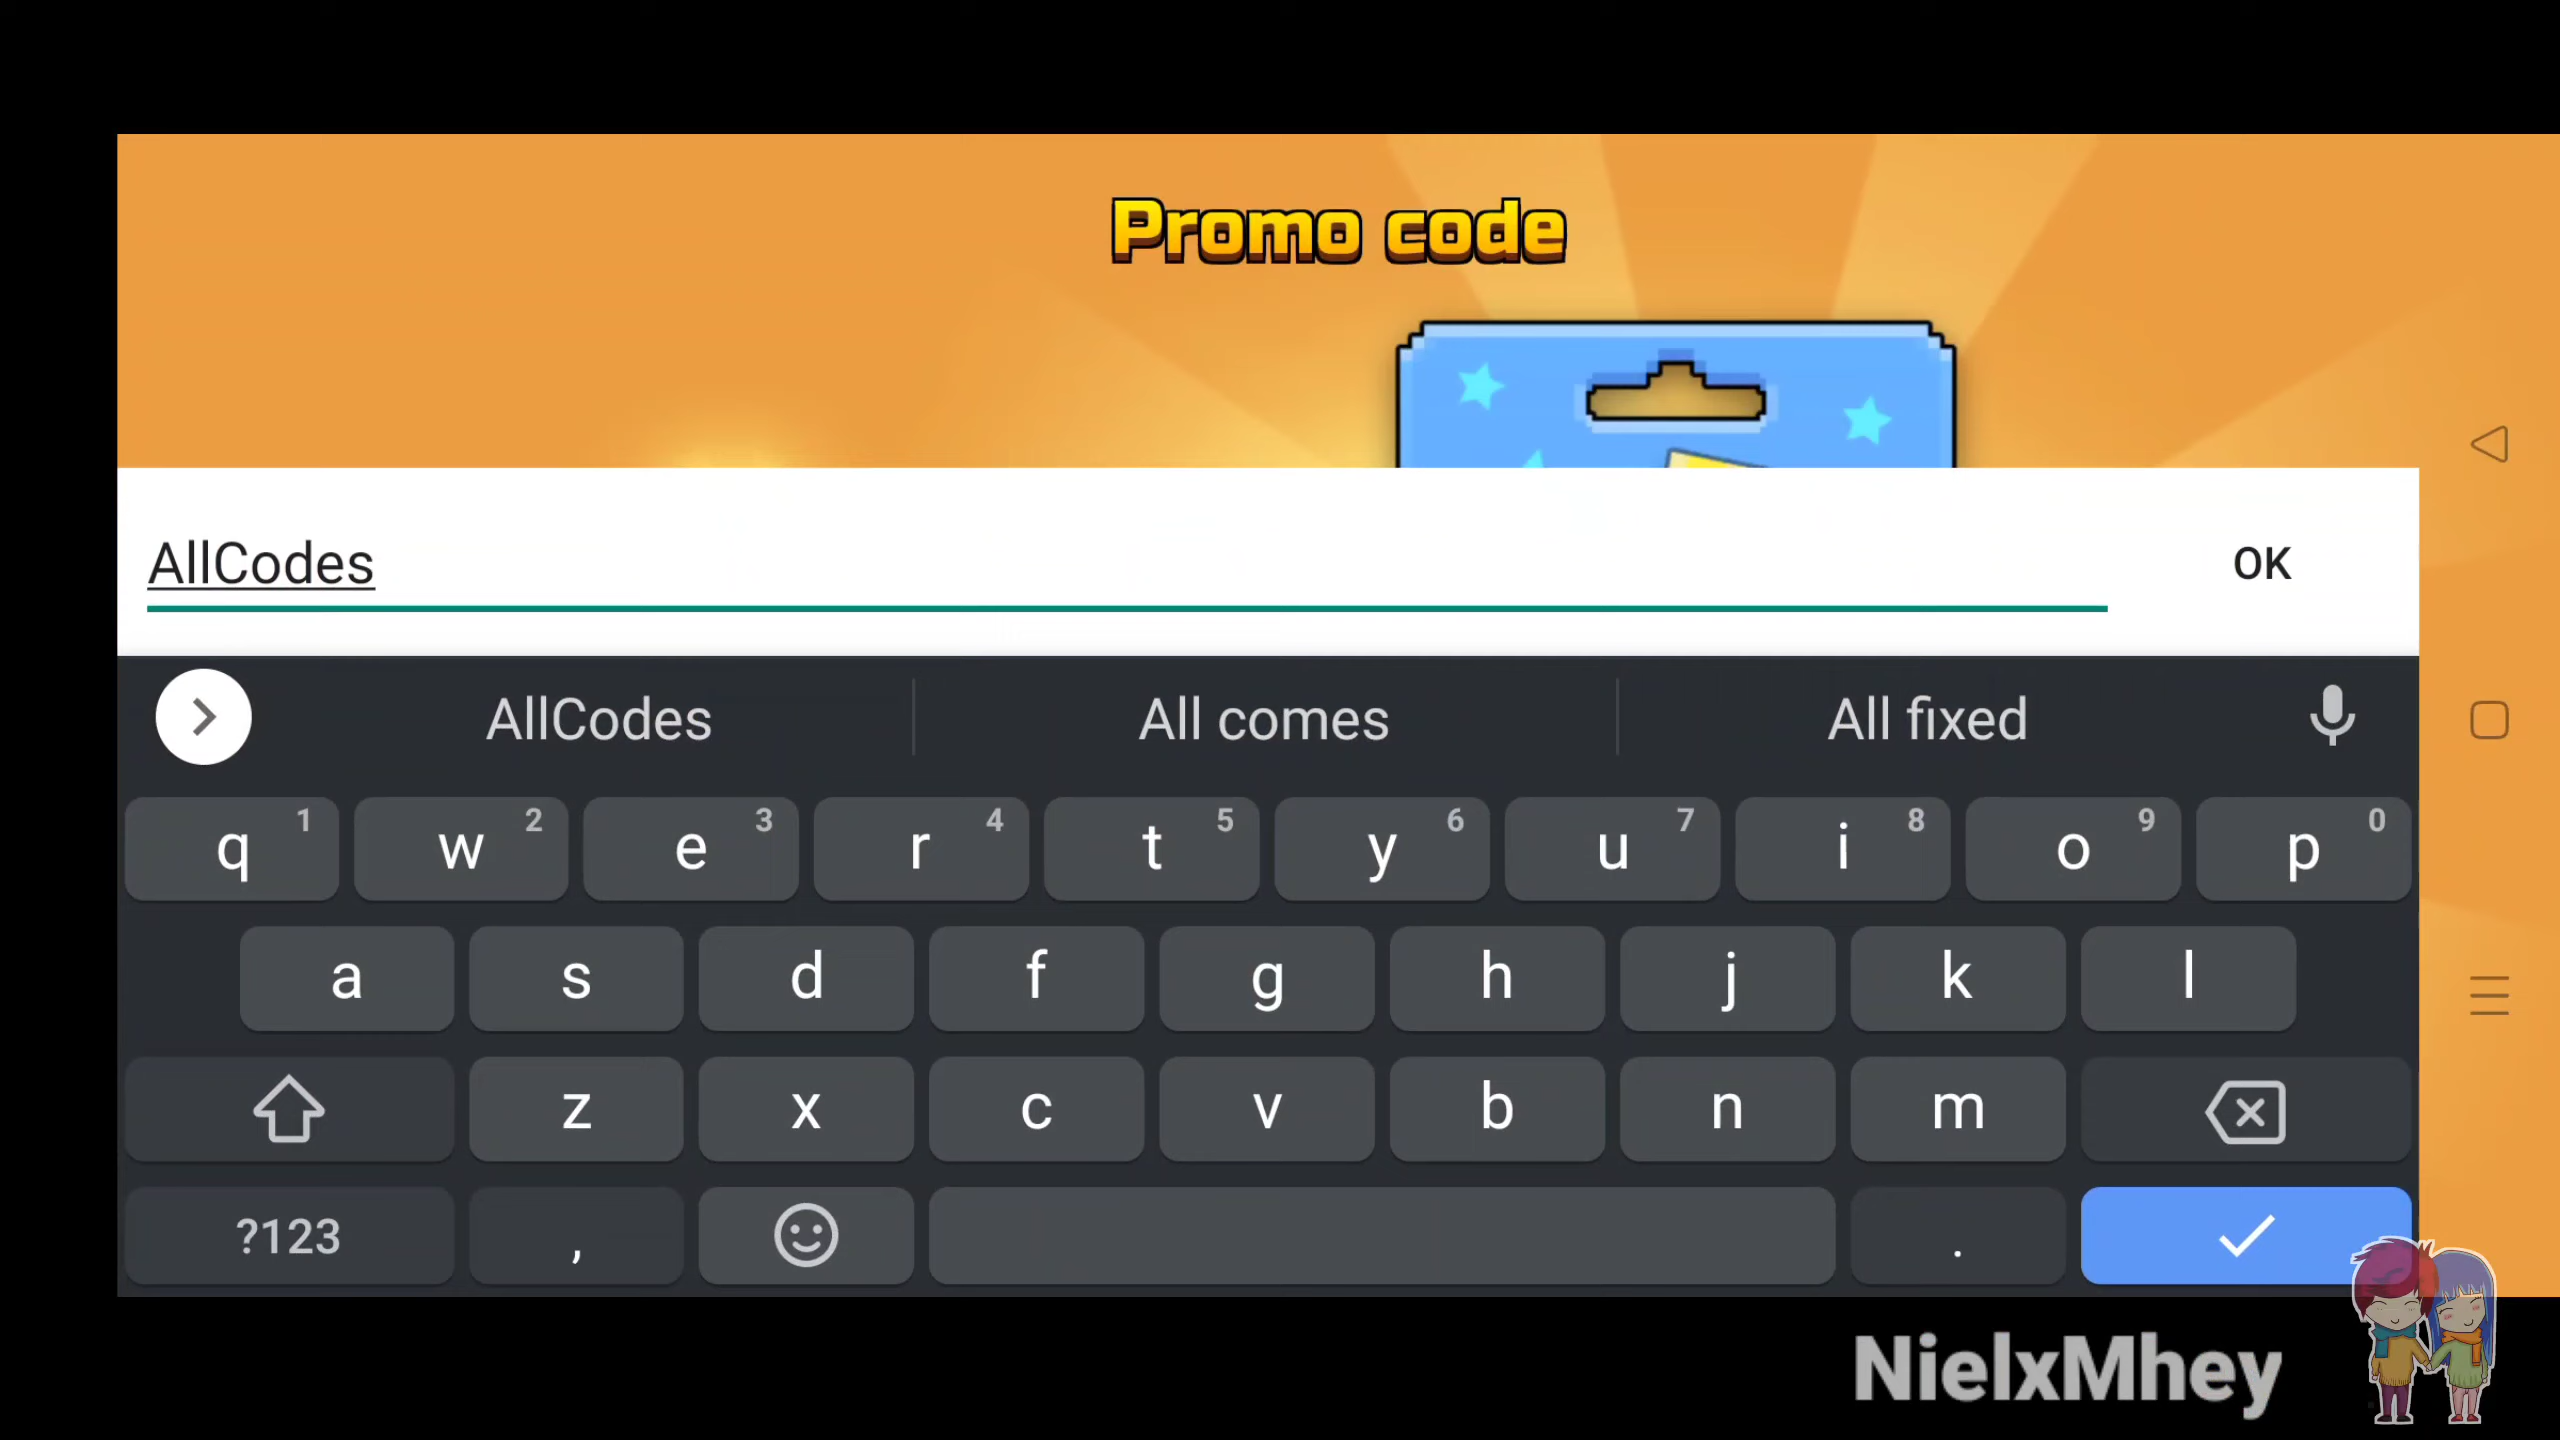 Promo code
AllCodes
OK
AllCodes All comes All fixed
q 1 w 2 e 3 r 4 t 5 y 6 u 7 i 8 o 9 p 0
a s d f g h j k l
z x c v b n m
?123 , .
NielxMhey